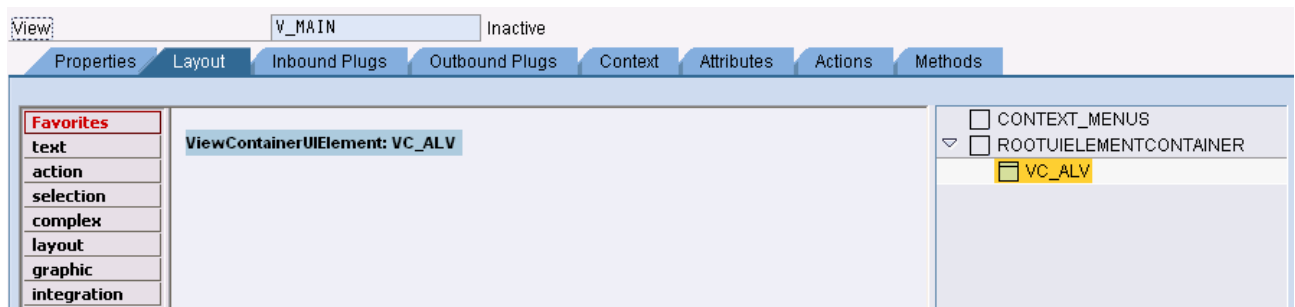 View V_MAIN Inactive
Properties Layout Inbound Plugs Outbound Plugs Context Attributes Actions Methods
Favorites
text
action
selection
complex
layout
graphic
integration
ViewContainerUIElement: VC_ALV
CONTEXT_MENUS
ROOTUIELEMENTCONTAINER
VC_ALV